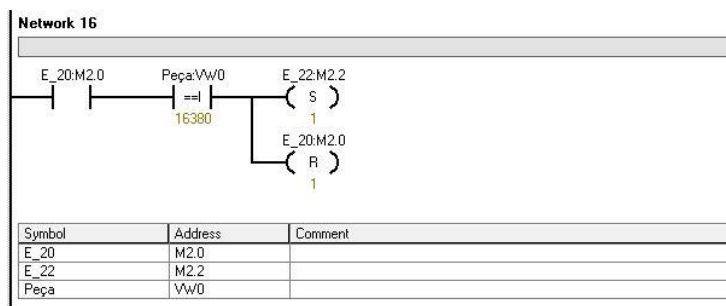 Network 16
E_20:M2.0 Peça:VW0 E_22:M2.2
==I S
16380 1
E_20:M2.0
R
1
Symbol Address Comment
E_20 M2.0
E_22 M2.2
Peça VW0